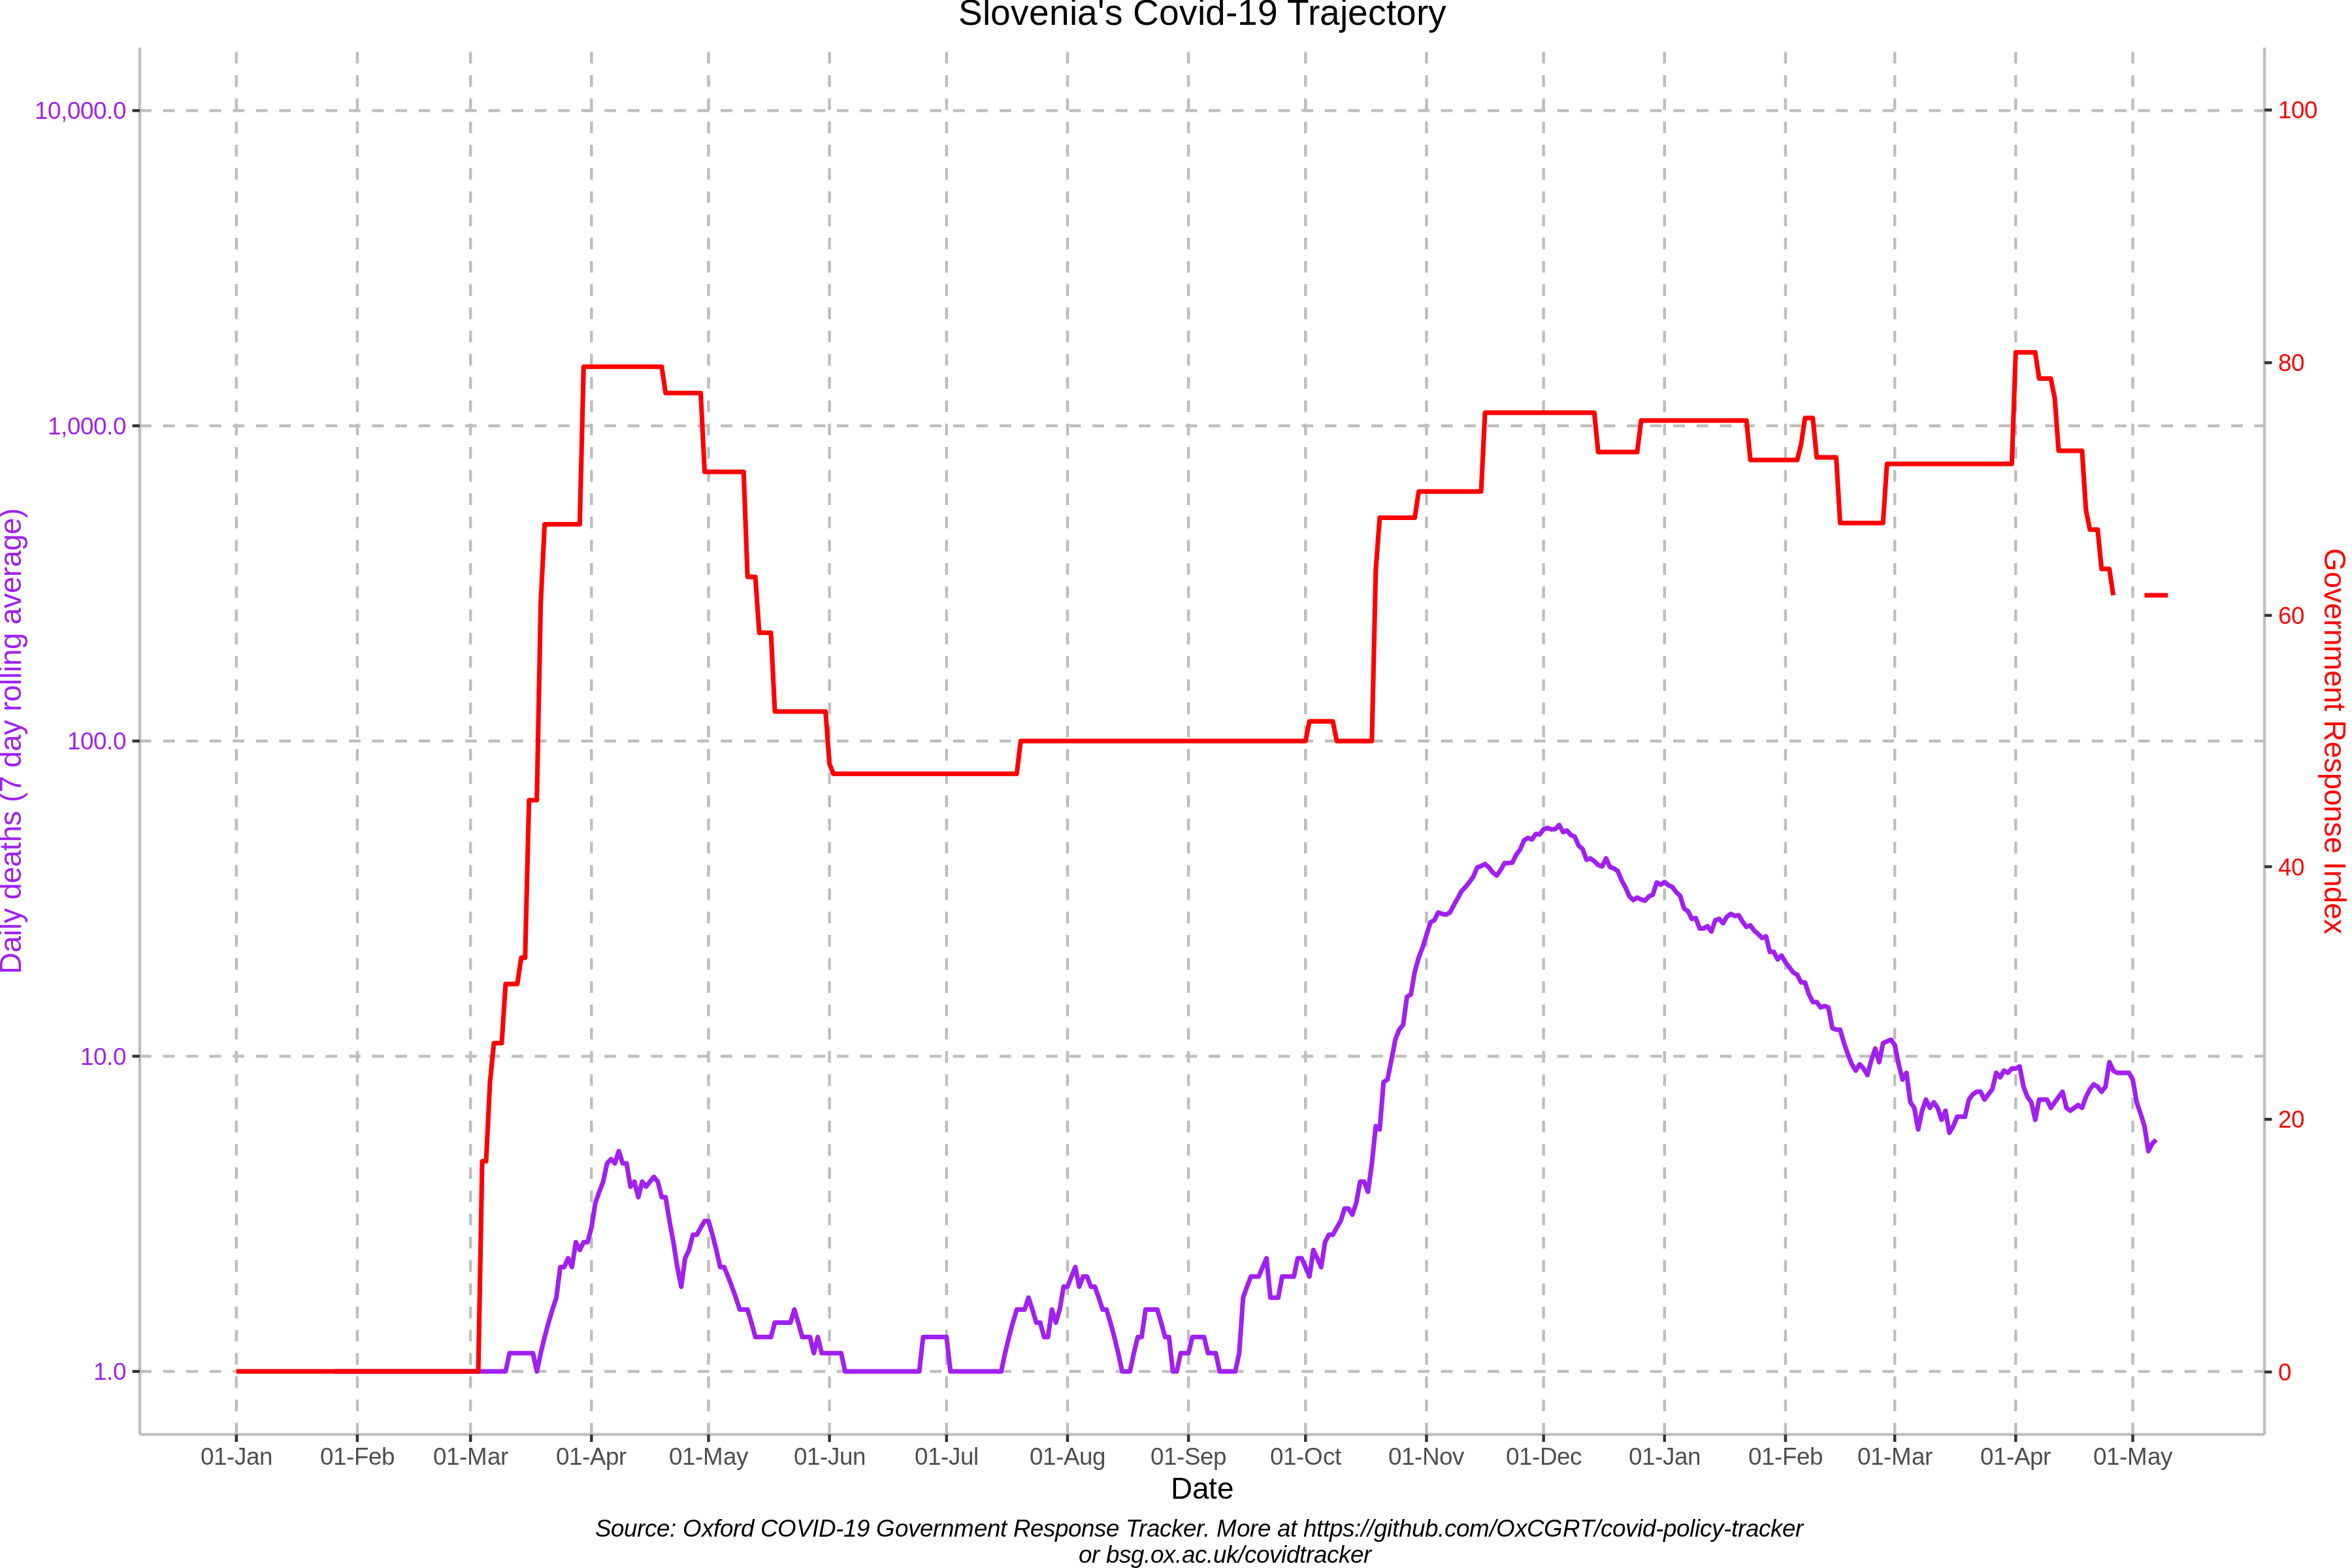 Slovenia's Covid-19 Trajectory
10,000.0
1,000.0
100.0
10.0
1.0
Daily deaths (7 day rolling average)
100
80
60
40
20
0
Government Response Index
01-Jan 01-Feb 01-Mar 01-Apr 01-May 01-Jun 01-Jul 01-Aug 01-Sep 01-Oct 01-Nov 01-Dec 01-Jan 01-Feb 01-Mar 01-Apr 01-May
Date
Source: Oxford COVID-19 Government Response Tracker. More at https://github.com/OxCGRT/covid-policy-tracker
or bsg.ox.ac.uk/covidtracker